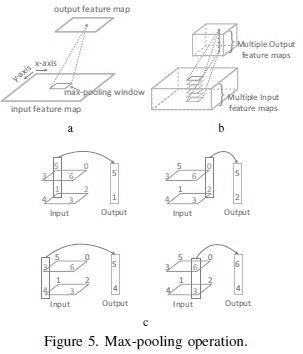 output feature map
x-axis
y-axis
max-pooling window
input feature map
a
Multiple Output
feature maps
Multiple Input
feature maps
b
5 0
3 6
1 2
4 3
5
1
Input Output
5 0
3 6
1 2
4 3
5
2
Input Output
5 0
3 6
1 2
4 3
5
4
Input Output
5 0
3 6
1 2
4 3
6
4
Input Output
c
Figure 5. Max-pooling operation.